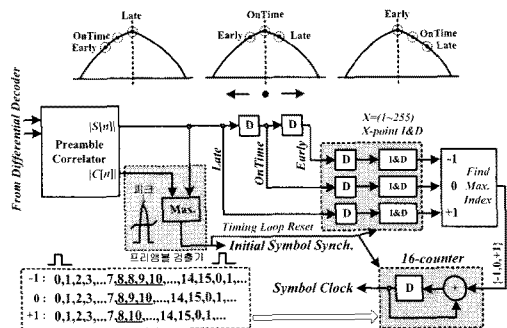 Late
OnTime
Early
OnTime
Early
Late
Early
OnTime
Late
From Differential Decoder
Preamble
Correlator
|S[n]|
|C[n]|
피크
Max.
프리앰블 검출기
D
D
Late
OnTime
Early
X=(1~255)
X-point I&D
D
I&D
D
I&D
D
I&D
-1
0
+1
Find
Max.
Index
Timing Loop Reset
Initial Symbol Synch.
16-counter
{-1,0,+1}
Symbol Clock
D
+
-1: 0,1,2,3,...7,8,8,9,10,...,14,15,0,1,...
0: 0,1,2,3,...7,8,9,10,...,14,15,0,1,...
+1: 0,1,2,3,...7,8,10,...,14,15,0,1,...